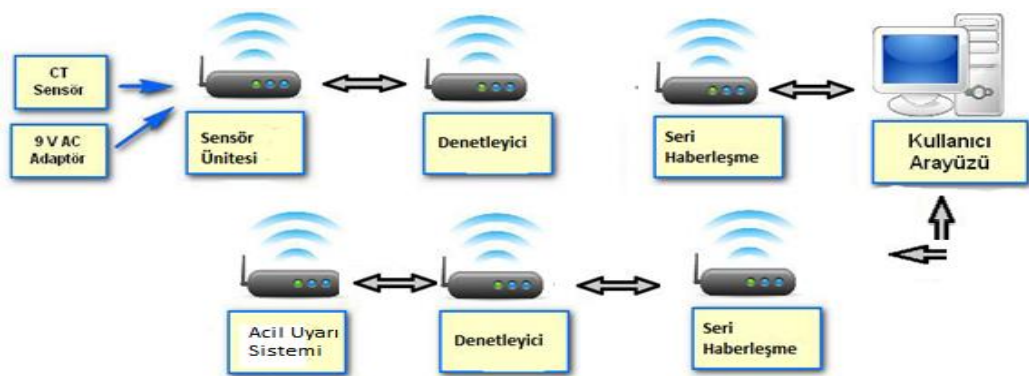 CT
Sensör
9 V AC
Adaptör
Sensör
Ünitesi
Denetleyici
Seri
Haberleşme
Kullanıcı
Arayüzü
Acil Uyarı
Sistemi
Denetleyici
Seri
Haberleşme